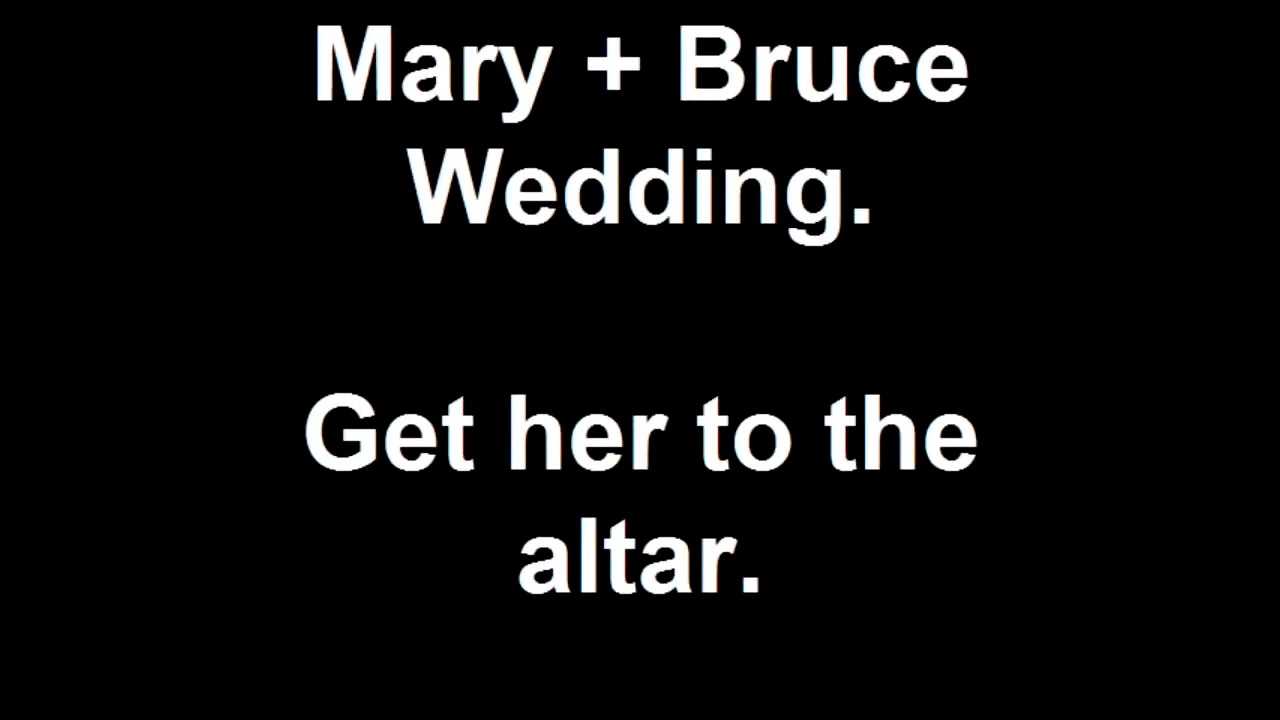 Mary + Bruce
Wedding.
Get her to the
altar.